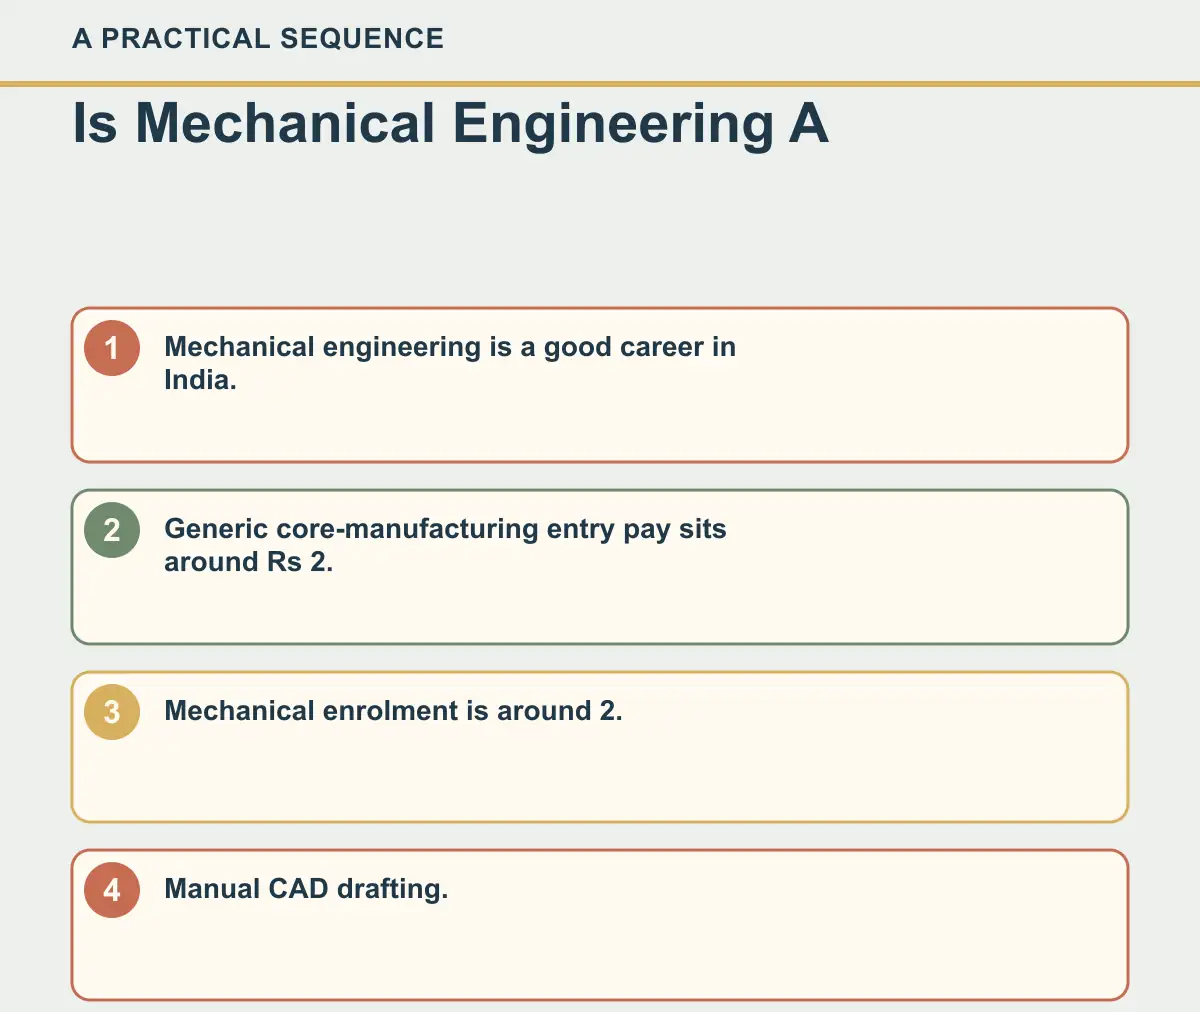 A PRACTICAL SEQUENCE
Is Mechanical Engineering A
1
Mechanical engineering is a good career in
India.
2
Generic core-manufacturing entry pay sits
around Rs 2.
3
Mechanical enrolment is around 2.
4
Manual CAD drafting.